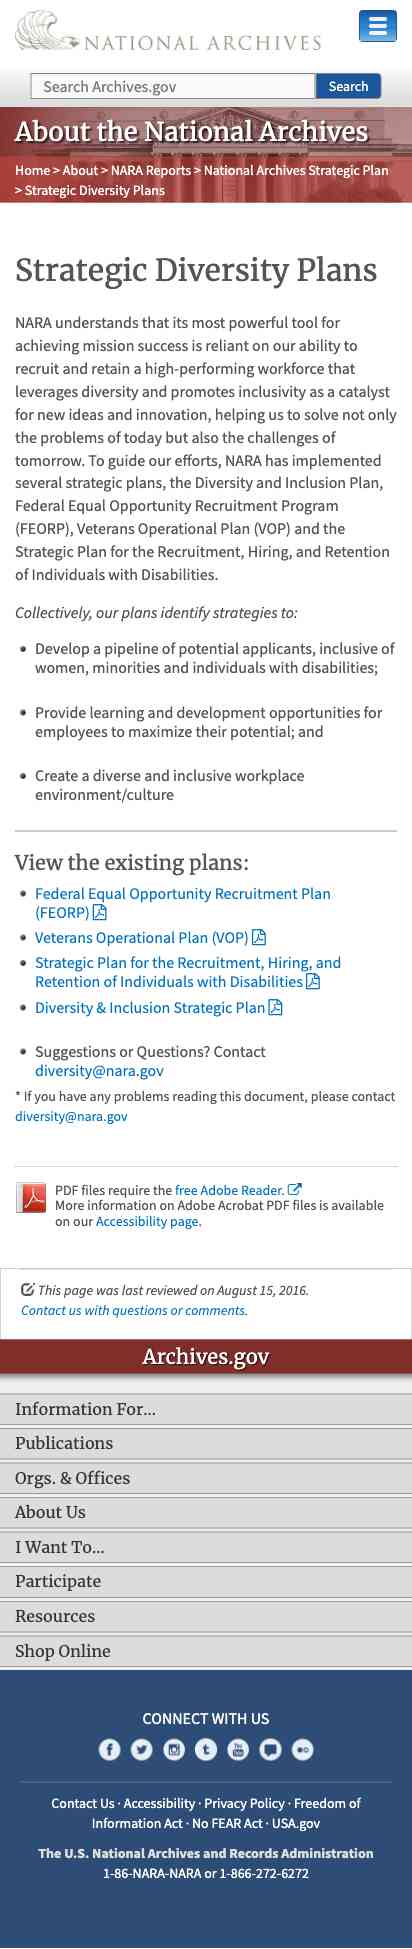 NATIONAL ARCHIVES
Search Archives.gov
Search
About the National Archives
Home > About > NARA Reports > National Archives Strategic Plan
> Strategic Diversity Plans
Strategic Diversity Plans
NARA understands that its most powerful tool for
achieving mission success is reliant on our ability to
recruit and retain a high-performing workforce that
leverages diversity and promotes inclusivity as a catalyst
for new ideas and innovation, helping us to solve not only
the problems of today but also the challenges of
tomorrow. To guide our efforts, NARA has implemented
several strategic plans, the Diversity and Inclusion Plan,
Federal Equal Opportunity Recruitment Program
(FEORP), Veterans Operational Plan (VOP) and the
Strategic Plan for the Recruitment, Hiring, and Retention
of Individuals with Disabilities.
Collectively, our plans identify strategies to:
• Develop a pipeline of potential applicants, inclusive of
women, minorities and individuals with disabilities;
• Provide learning and development opportunities for
employees to maximize their potential; and
• Create a diverse and inclusive workplace
environment/culture
View the existing plans:
• Federal Equal Opportunity Recruitment Plan
(FEORP)
• Veterans Operational Plan (VOP)
• Strategic Plan for the Recruitment, Hiring, and
Retention of Individuals with Disabilities
• Diversity & Inclusion Strategic Plan
• Suggestions or Questions? Contact
diversity@nara.gov
* If you have any problems reading this document, please contact
diversity@nara.gov
PDF files require the free Adobe Reader.
More information on Adobe Acrobat PDF files is available
on our Accessibility page.
This page was last reviewed on August 15, 2016.
Contact us with questions or comments.
Archives.gov
Information For…
Publications
Orgs. & Offices
About Us
I Want To…
Participate
Resources
Shop Online
CONNECT WITH US
Contact Us · Accessibility · Privacy Policy · Freedom of
Information Act · No FEAR Act · USA.gov
The U.S. National Archives and Records Administration
1-86-NARA-NARA or 1-866-272-6272